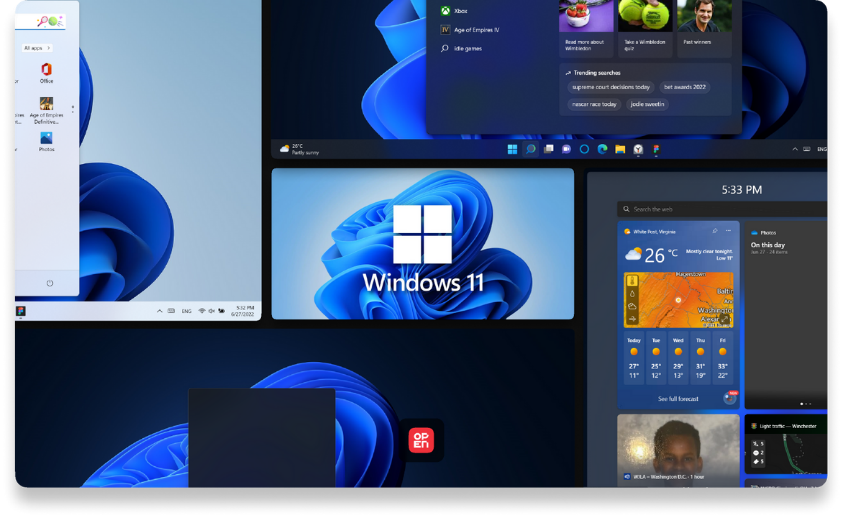 All apps >
Office
Age of Empires
Definitive...
Photos
ENG
5:32 PM
6/27/2022
Xbox
Age of Empires IV
idle games
Read more about
Wimbledon
Take a Wimbledon
quiz
Past winners
Trending searches
supreme court decisions today
bet awards 2022
nascar race today
jodie sweetin
20°C
Partly sunny
ENG
Windows 11
OP
EN
5:33 PM
Search the web
White Post, Virginia
26 °C
Mostly clear tonight
Low 11°
Hagerstown
Baltim
Washington
Today Tue Wed Thu Fri
27° 25° 29° 31° 33°
11° 12° 13° 19° 22°
See full forecast
Photos
On this day
Jun 27 - 24 items
WJLA – Washington D.C. · 1 hour
Light traffic — Winchester